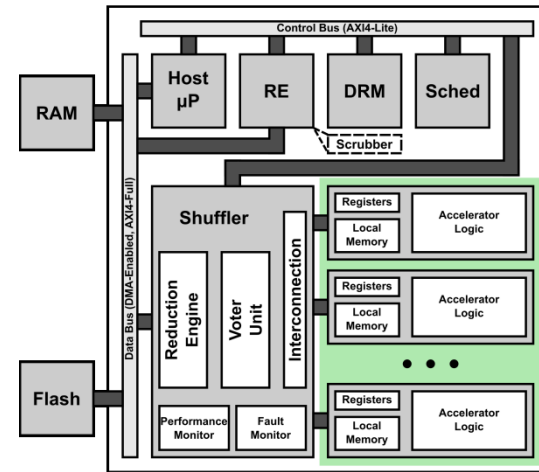 Control Bus (AXI4-Lite)
Host
µP
RE
DRM
Sched
RAM
Scrubber
Data Bus (DMA-Enabled, AXI4-Full)
Shuffler
Reduction
Engine
Voter
Unit
Interconnection
Performance
Monitor
Fault
Monitor
Registers
Local
Memory
Accelerator
Logic
Registers
Local
Memory
Accelerator
Logic
Registers
Local
Memory
Accelerator
Logic
Flash